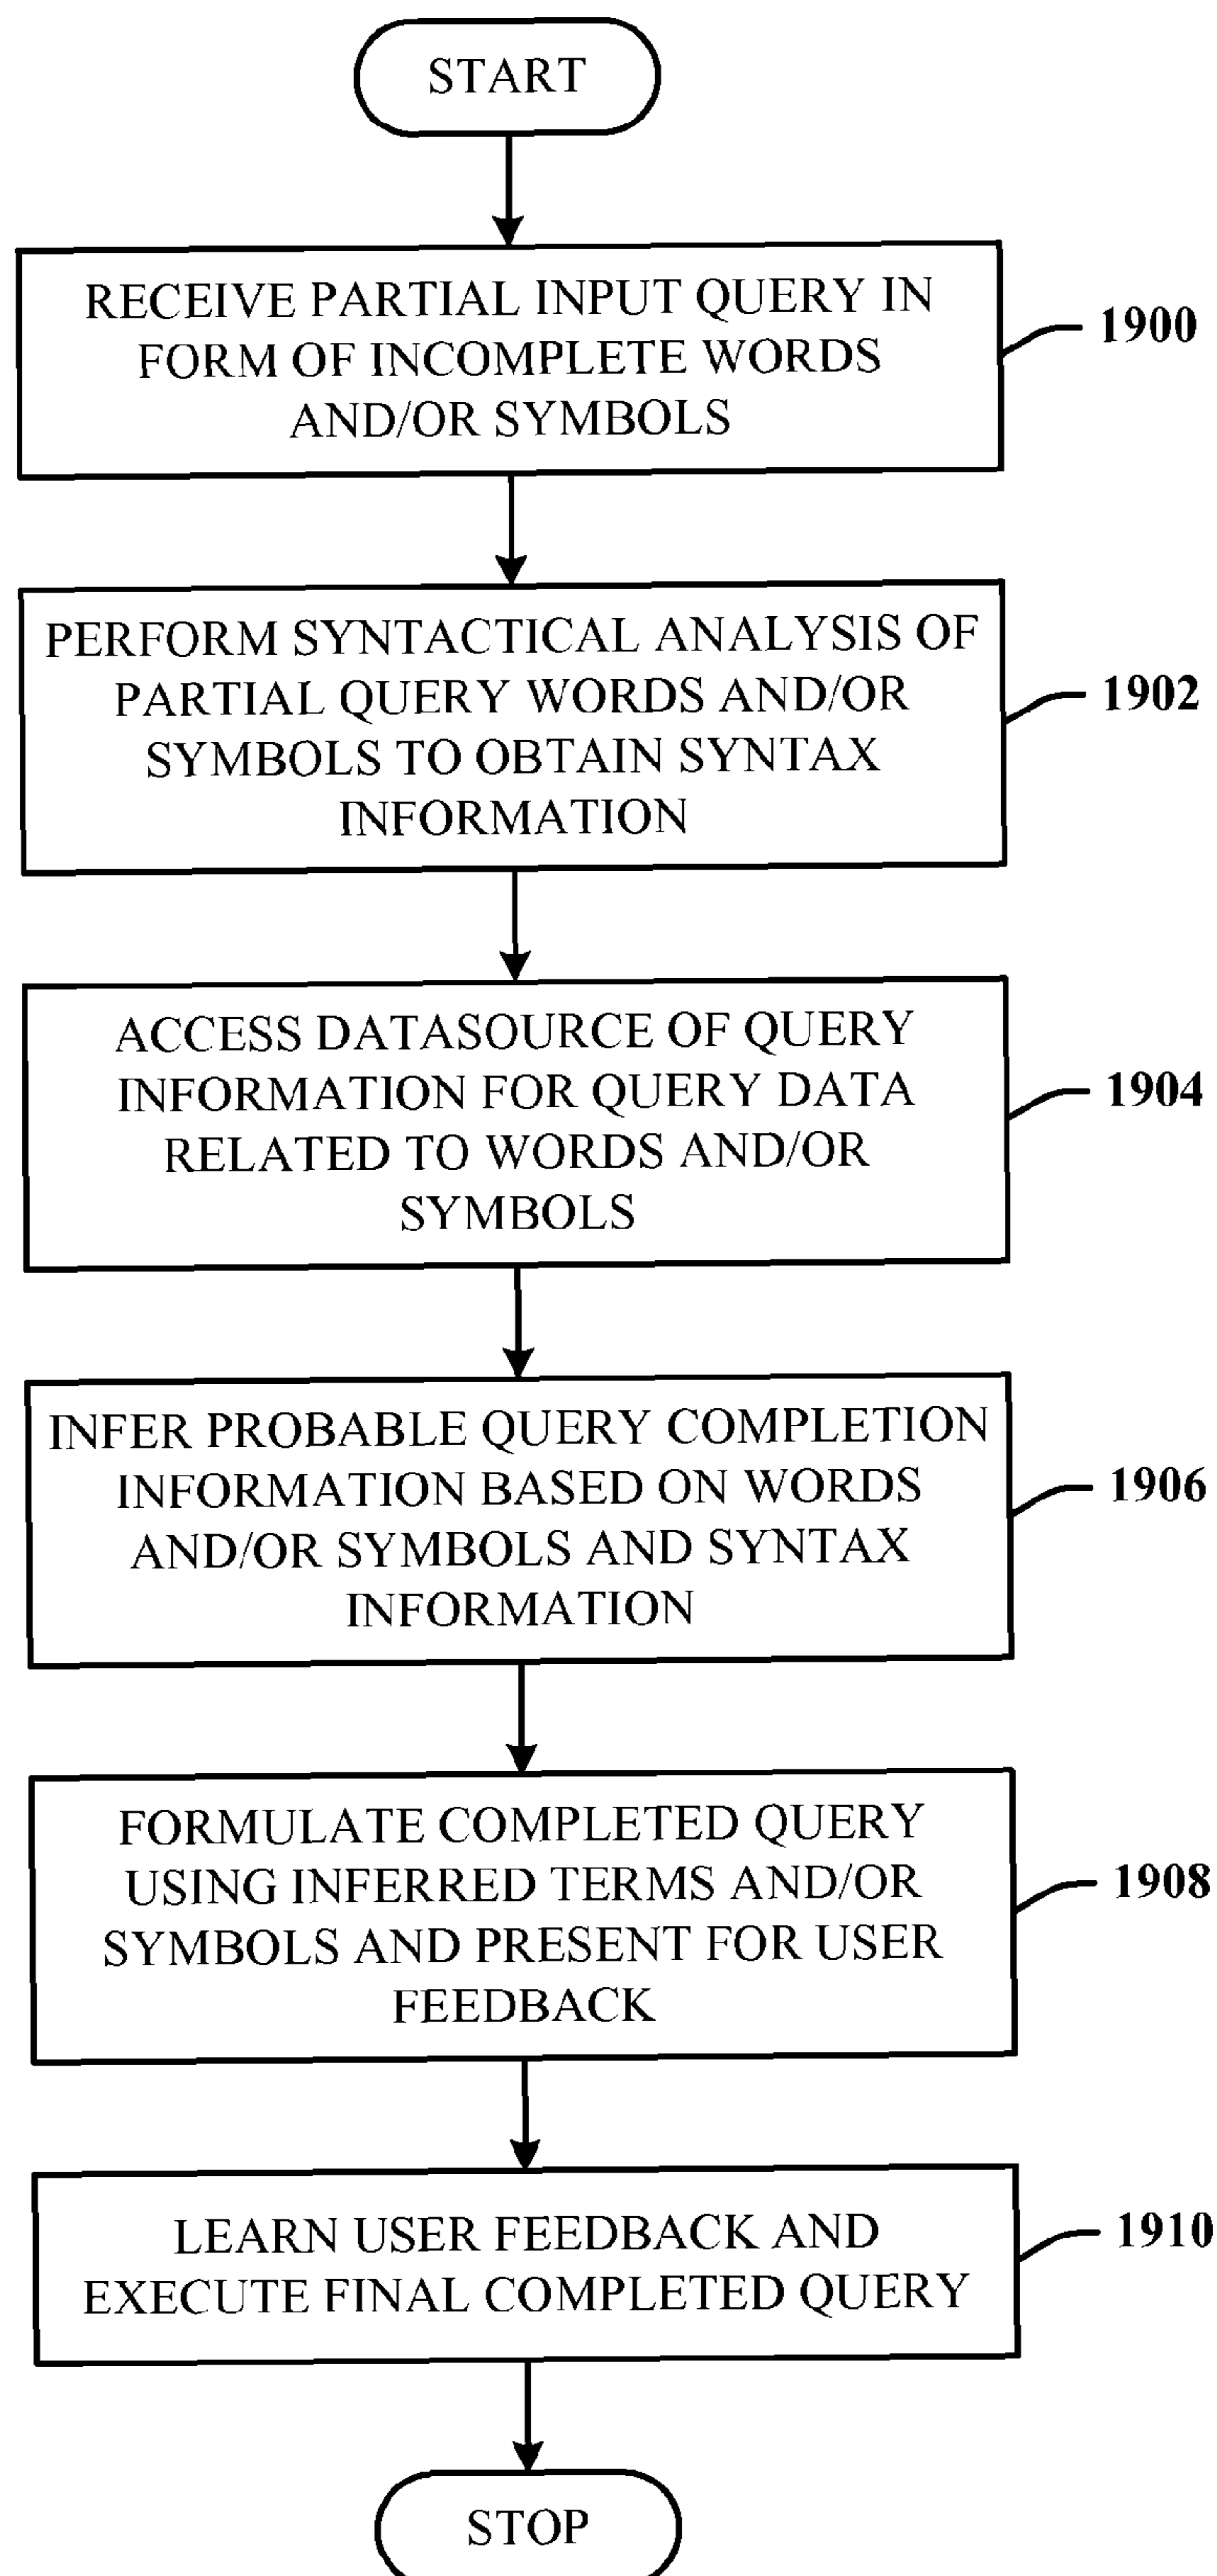 START
RECEIVE PARTIAL INPUT QUERY IN
FORM OF INCOMPLETE WORDS
AND/OR SYMBOLS
1900
PERFORM SYNTACTICAL ANALYSIS OF
PARTIAL QUERY WORDS AND/OR
SYMBOLS TO OBTAIN SYNTAX
INFORMATION
1902
ACCESS DATASOURCE OF QUERY
INFORMATION FOR QUERY DATA
RELATED TO WORDS AND/OR
SYMBOLS
1904
INFER PROBABLE QUERY COMPLETION
INFORMATION BASED ON WORDS
AND/OR SYMBOLS AND SYNTAX
INFORMATION
1906
FORMULATE COMPLETED QUERY
USING INFERRED TERMS AND/OR
SYMBOLS AND PRESENT FOR USER
FEEDBACK
1908
LEARN USER FEEDBACK AND
EXECUTE FINAL COMPLETED QUERY
1910
STOP